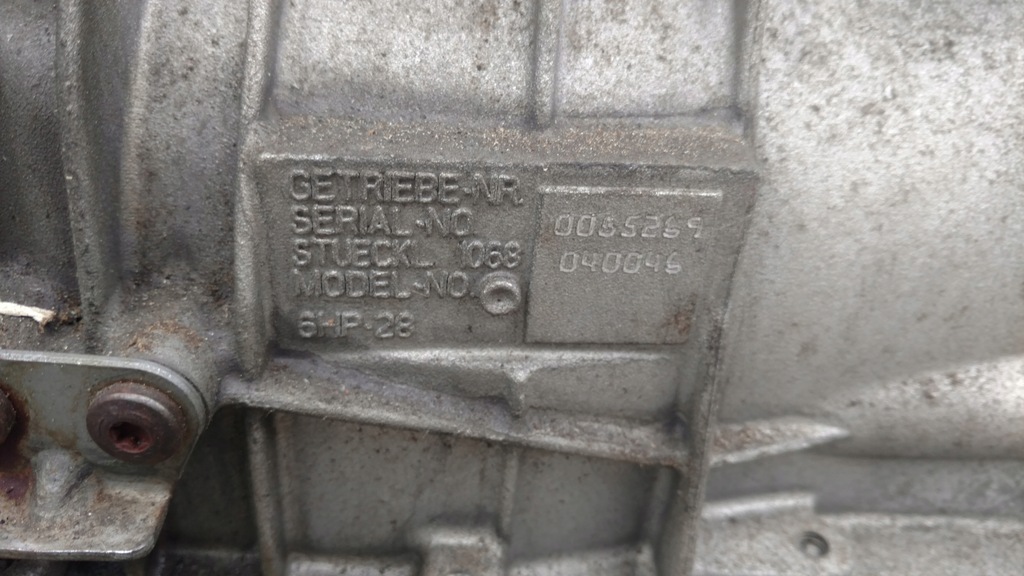 GETRIEBE-NR.
SERIAL-NO. 0065269
STUECKL. 1068 040046
MODEL-NO.
6HP-28